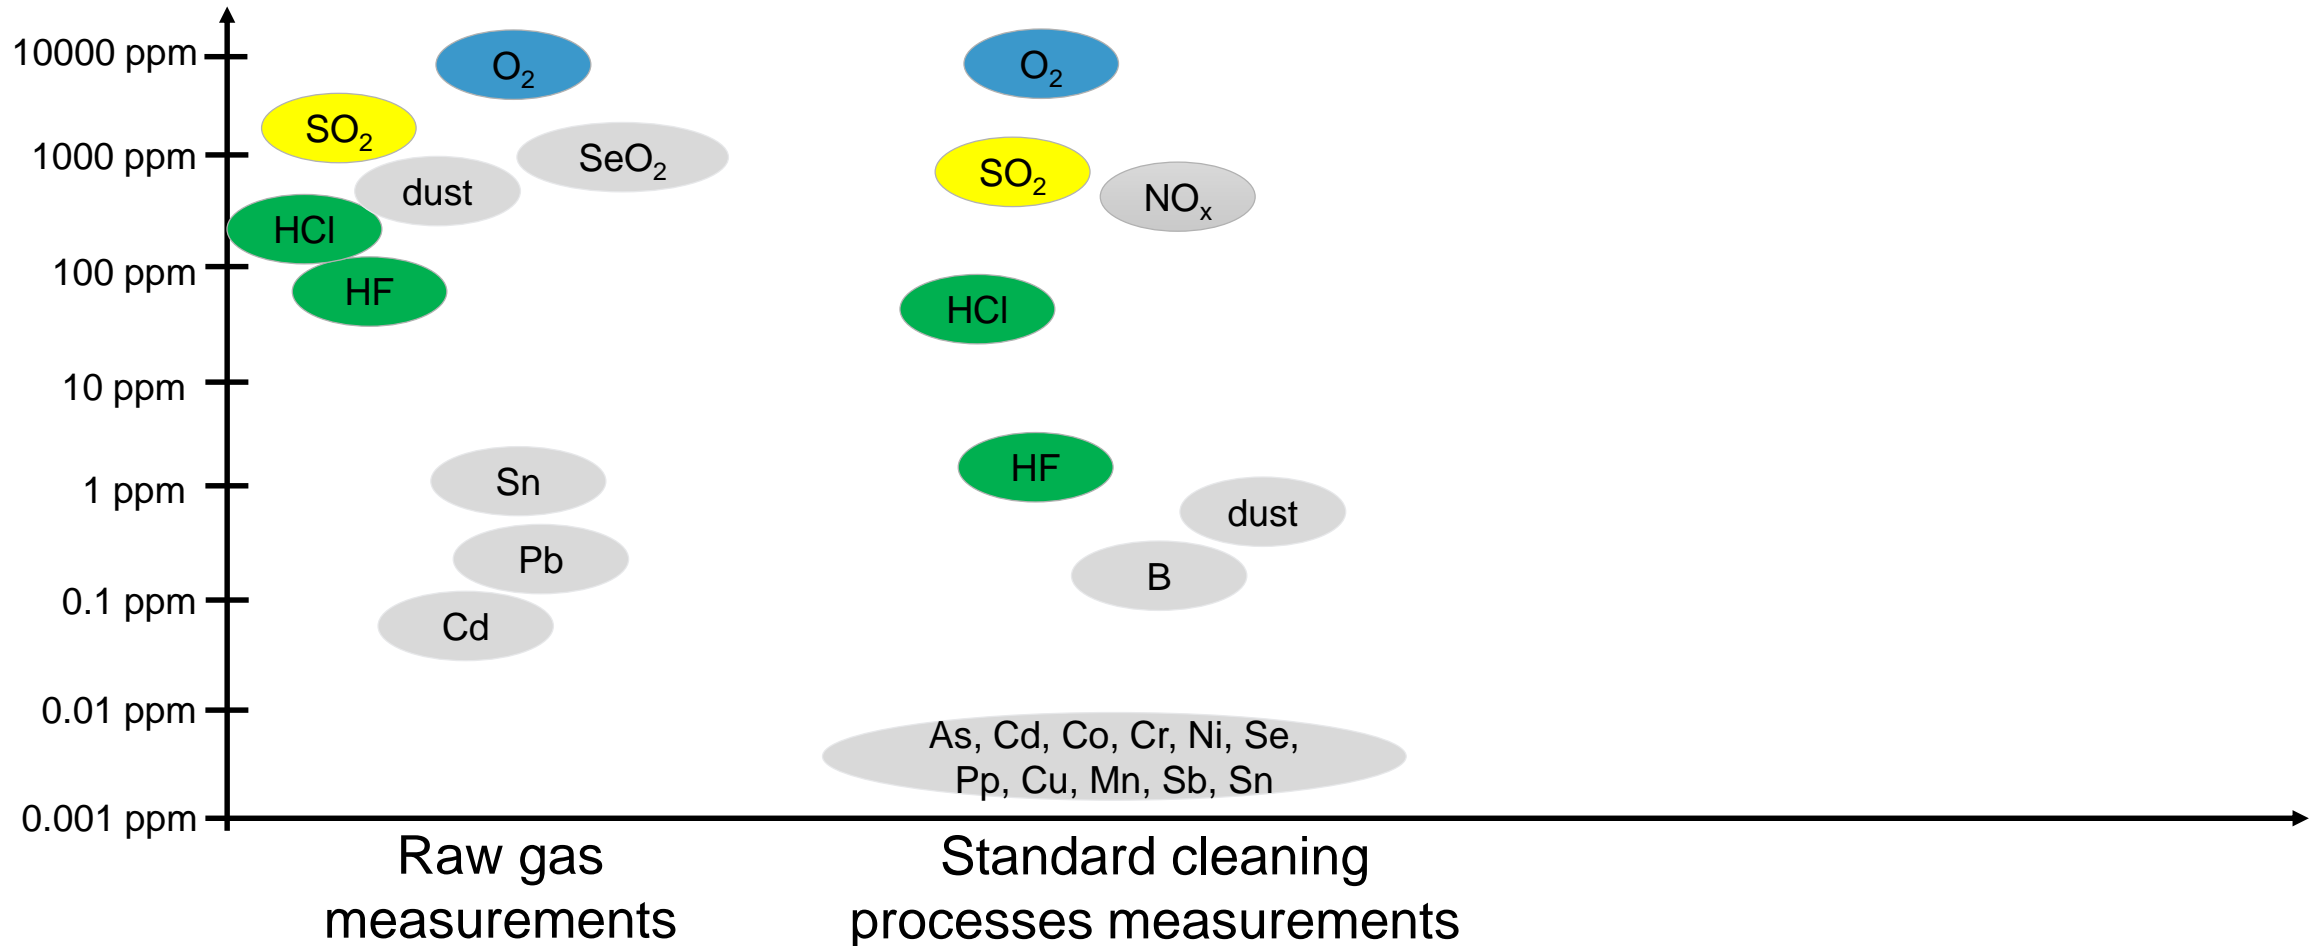 10000 ppm
1000 ppm
100 ppm
10 ppm
1 ppm
0.1 ppm
0.01 ppm
0.001 ppm
O₂
SO₂
SeO₂
dust
HCl
HF
Sn
Pb
Cd
Raw gas
measurements
O₂
SO₂
NOₓ
HCl
HF
dust
B
As, Cd, Co, Cr, Ni, Se,
Pp, Cu, Mn, Sb, Sn
Standard cleaning
processes measurements